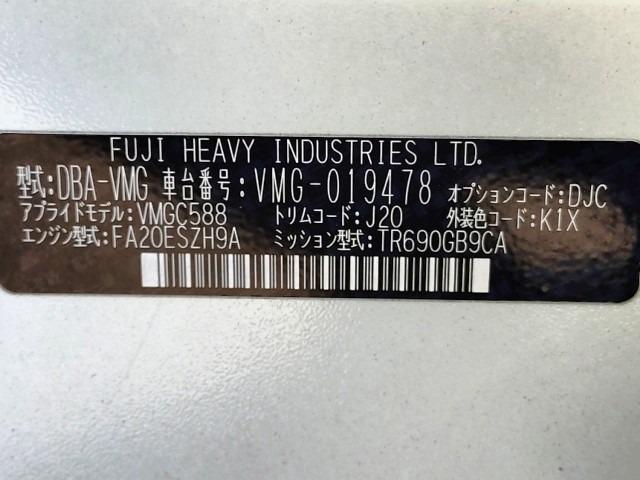 FUJI HEAVY INDUSTRIES LTD.
型式:DBA-VMG 車台番号:VMG-019478 オプションコード:DJC
アプライドモデル:VMGC588 トリムコード:J20 外装色コード:K1X
エンジン型式:FA20ESZH9A ミッション型式:TR690GB9CA